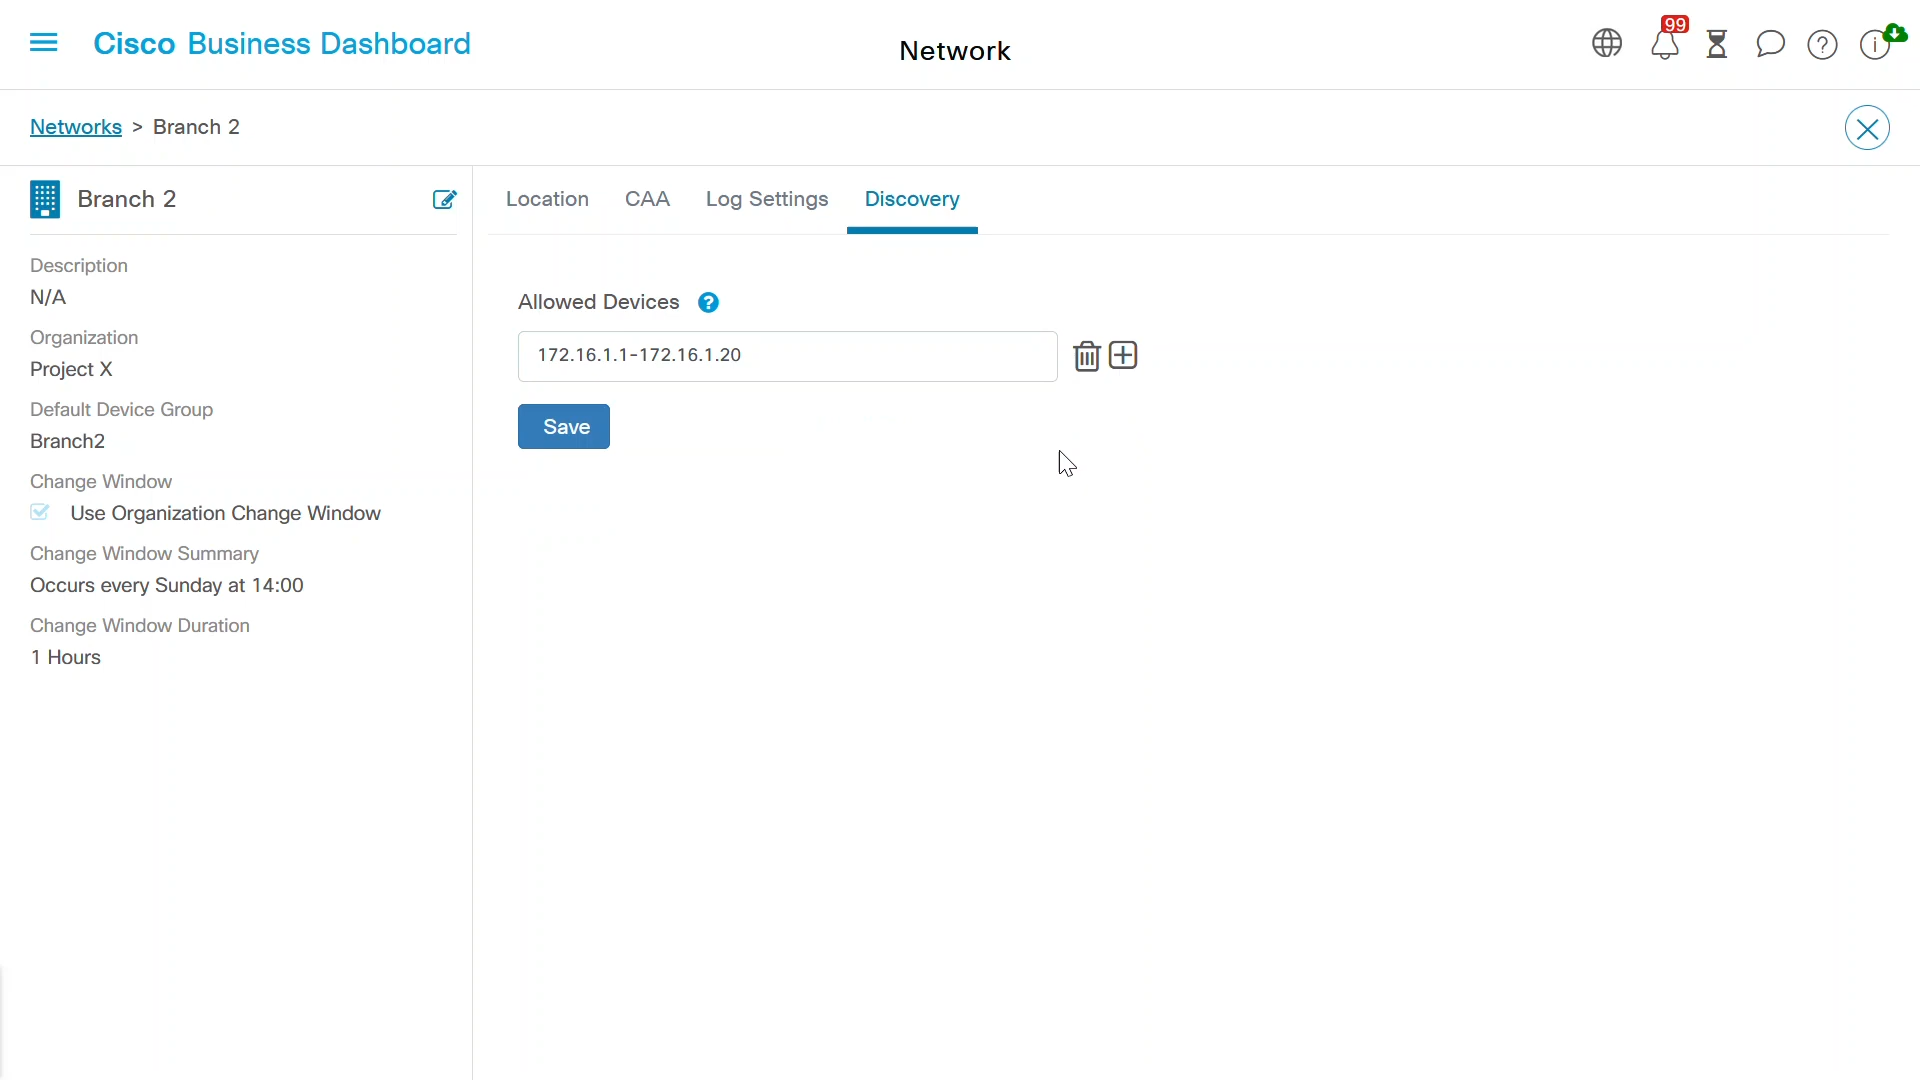 Cisco Business Dashboard
Network
99
Networks > Branch 2
Branch 2
Location
CAA
Log Settings
Discovery
Description
N/A
Organization
Project X
Default Device Group
Branch2
Change Window
Use Organization Change Window
Change Window Summary
Occurs every Sunday at 14:00
Change Window Duration
1 Hours
Allowed Devices ?
172.16.1.1-172.16.1.20
Save